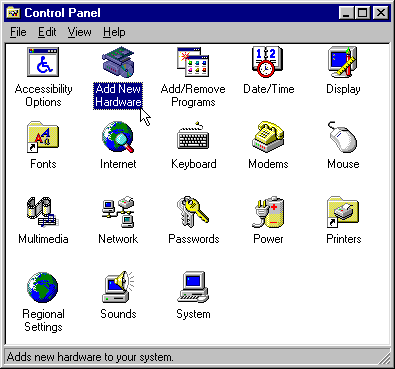 Control Panel
File Edit View Help
Accessibility Options
Add New Hardware
Add/Remove Programs
Date/Time
Display
Fonts
Internet
Keyboard
Modems
Mouse
Multimedia
Network
Passwords
Power
Printers
Regional Settings
Sounds
System
Adds new hardware to your system.